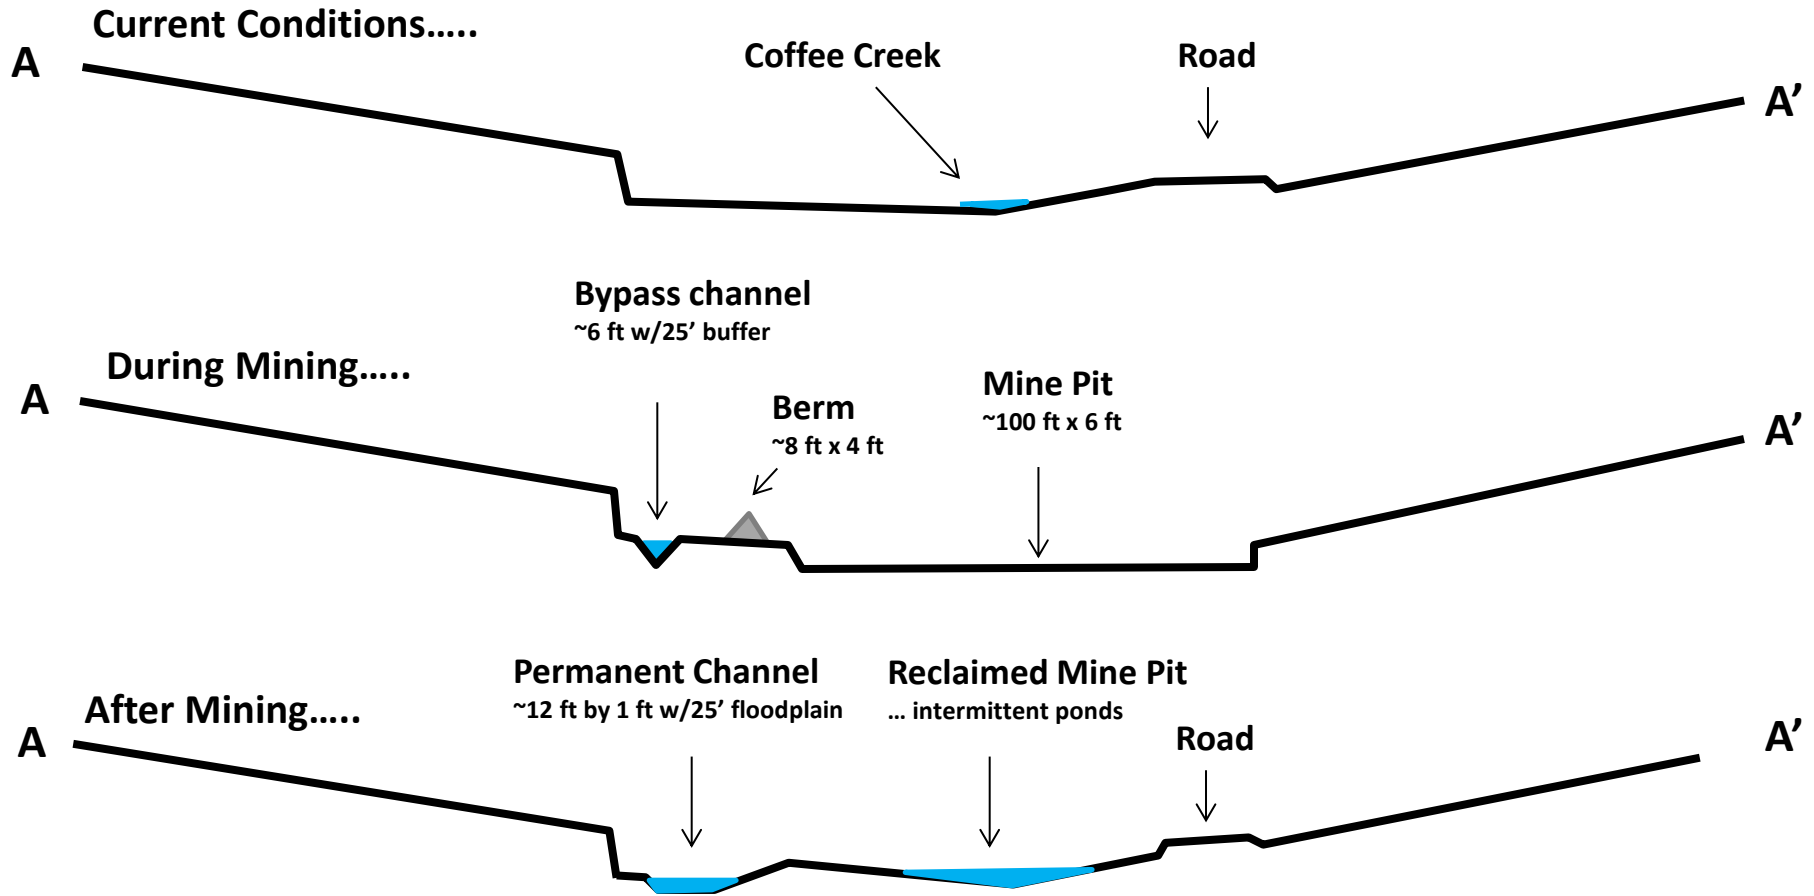 Current Conditions…..
A
Coffee Creek
Road
A’
Bypass channel
~6 ft w/25’ buffer
During Mining…..
A
Berm
~8 ft x 4 ft
Mine Pit
~100 ft x 6 ft
A’
Permanent Channel
~12 ft by 1 ft w/25’ floodplain
Reclaimed Mine Pit
… intermittent ponds
After Mining…..
A
Road
A’